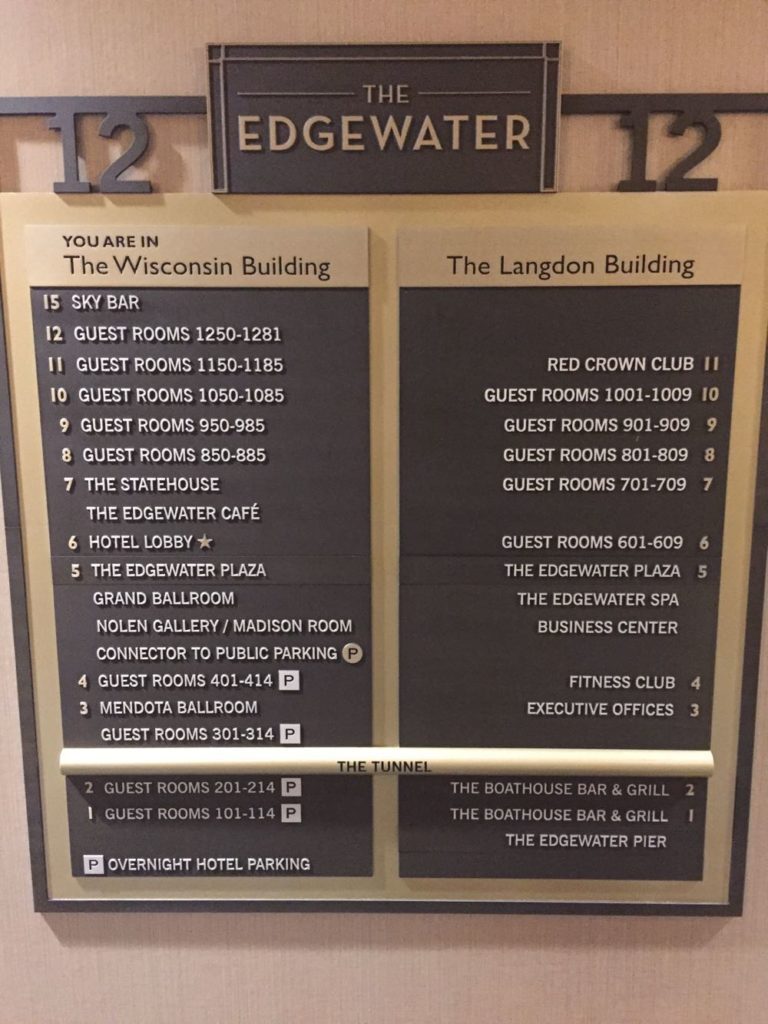 THE
EDGEWATER
12
12
YOU ARE IN
The Wisconsin Building
15 SKY BAR
12 GUEST ROOMS 1250-1281
11 GUEST ROOMS 1150-1185
10 GUEST ROOMS 1050-1085
9 GUEST ROOMS 950-985
8 GUEST ROOMS 850-885
7 THE STATEHOUSE
THE EDGEWATER CAFÉ
6 HOTEL LOBBY ★
5 THE EDGEWATER PLAZA
GRAND BALLROOM
NOLEN GALLERY / MADISON ROOM
CONNECTOR TO PUBLIC PARKING P
4 GUEST ROOMS 401-414 P
3 MENDOTA BALLROOM
GUEST ROOMS 301-314 P
The Langdon Building
RED CROWN CLUB 11
GUEST ROOMS 1001-1009 10
GUEST ROOMS 901-909 9
GUEST ROOMS 801-809 8
GUEST ROOMS 701-709 7
GUEST ROOMS 601-609 6
THE EDGEWATER PLAZA 5
THE EDGEWATER SPA
BUSINESS CENTER
FITNESS CLUB 4
EXECUTIVE OFFICES 3
THE TUNNEL
2 GUEST ROOMS 201-214 P
1 GUEST ROOMS 101-114 P
P OVERNIGHT HOTEL PARKING
THE BOATHOUSE BAR & GRILL 2
THE BOATHOUSE BAR & GRILL 1
THE EDGEWATER PIER